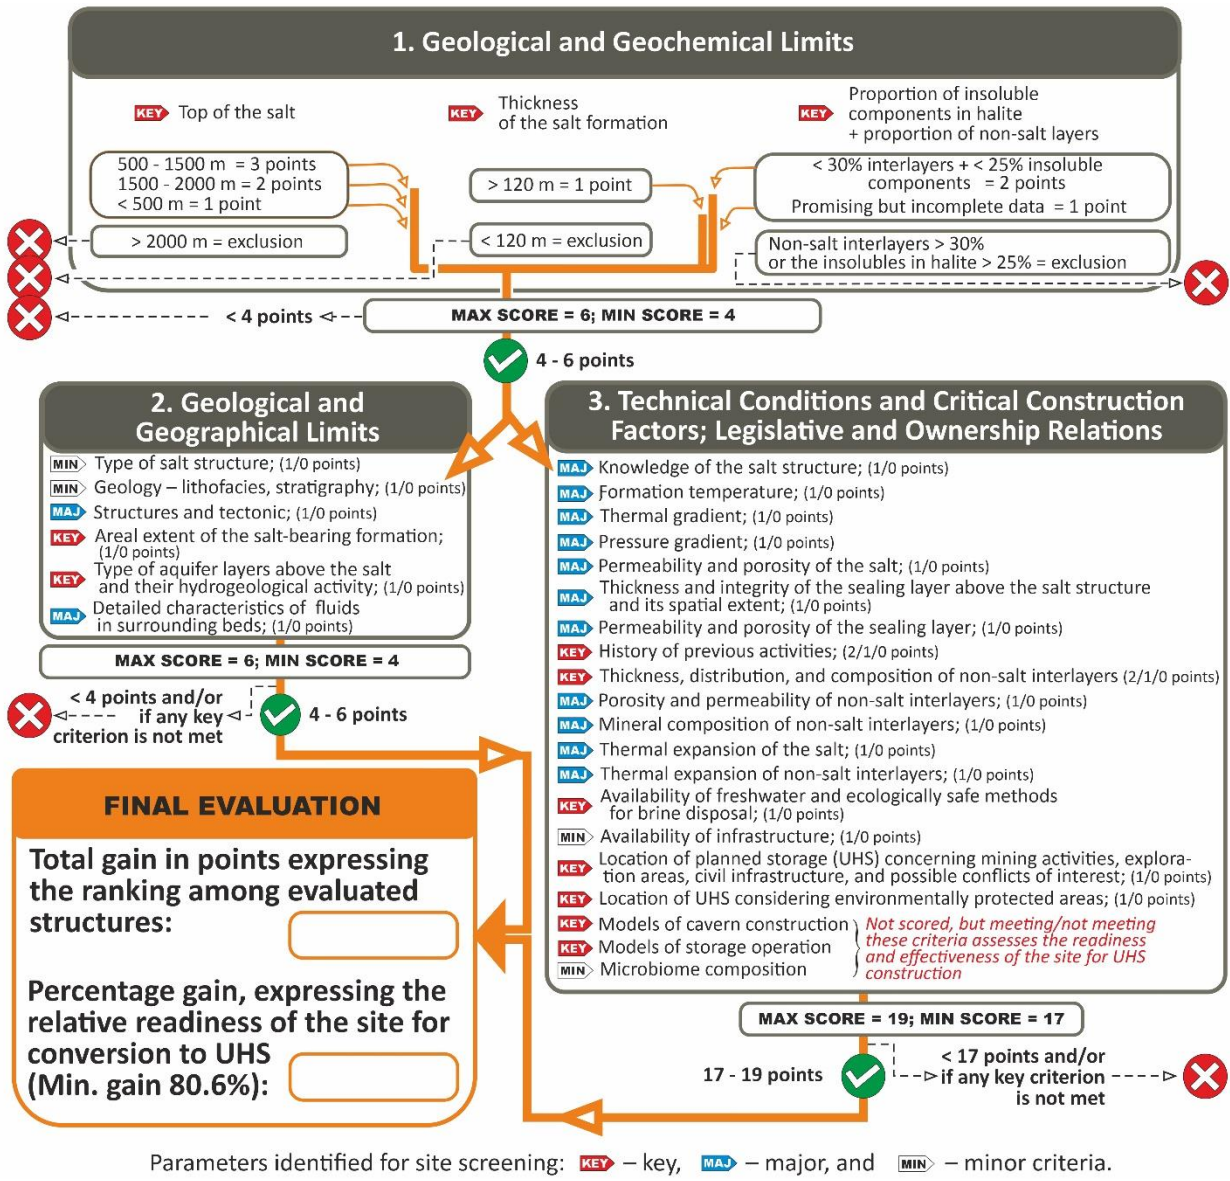 1. Geological and Geochemical Limits
KEY Top of the salt
KEY Thickness
of the salt formation
KEY Proportion of insoluble
components in halite
+ proportion of non-salt layers
500 - 1500 m = 3 points
1500 - 2000 m = 2 points
< 500 m = 1 point
> 2000 m = exclusion
> 120 m = 1 point
< 120 m = exclusion
< 30% interlayers + < 25% insoluble
components = 2 points
Promising but incomplete data = 1 point
Non-salt interlayers > 30%
or the insolubles in halite > 25% = exclusion
< 4 points
MAX SCORE = 6; MIN SCORE = 4
4 - 6 points
2. Geological and
Geographical Limits
MIN Type of salt structure; (1/0 points)
MIN Geology – lithofacies, stratigraphy; (1/0 points)
MAJ Structures and tectonic; (1/0 points)
KEY Areal extent of the salt-bearing formation;
(1/0 points)
KEY Type of aquifer layers above the salt
and their hydrogeological activity; (1/0 points)
MAJ Detailed characteristics of fluids
in surrounding beds; (1/0 points)
MAX SCORE = 6; MIN SCORE = 4
< 4 points and/or
if any key
criterion is not met
4 - 6 points
3. Technical Conditions and Critical Construction
Factors; Legislative and Ownership Relations
MAJ Knowledge of the salt structure; (1/0 points)
MAJ Formation temperature; (1/0 points)
MAJ Thermal gradient; (1/0 points)
MAJ Pressure gradient; (1/0 points)
MAJ Permeability and porosity of the salt; (1/0 points)
MAJ Thickness and integrity of the sealing layer above the salt structure
and its spatial extent; (1/0 points)
MAJ Permeability and porosity of the sealing layer; (1/0 points)
KEY History of previous activities; (2/1/0 points)
KEY Thickness, distribution, and composition of non-salt interlayers (2/1/0 points)
MAJ Porosity and permeability of non-salt interlayers; (1/0 points)
MAJ Mineral composition of non-salt interlayers; (1/0 points)
MAJ Thermal expansion of the salt; (1/0 points)
MAJ Thermal expansion of non-salt interlayers; (1/0 points)
KEY Availability of freshwater and ecologically safe methods
for brine disposal; (1/0 points)
MIN Availability of infrastructure; (1/0 points)
KEY Location of planned storage (UHS) concerning mining activities, explora-
tion areas, civil infrastructure, and possible conflicts of interest; (1/0 points)
KEY Location of UHS considering environmentally protected areas; (1/0 points)
KEY Models of cavern construction
KEY Models of storage operation
MIN Microbiome composition
Not scored, but meeting/not meeting
these criteria assesses the readiness
and effectiveness of the site for UHS
construction
MAX SCORE = 19; MIN SCORE = 17
17 - 19 points
< 17 points and/or
if any key criterion
is not met
FINAL EVALUATION
Total gain in points expressing
the ranking among evaluated
structures:
Percentage gain, expressing the
relative readiness of the site for
conversion to UHS
(Min. gain 80.6%):
Parameters identified for site screening: KEY – key, MAJ – major, and MIN – minor criteria.